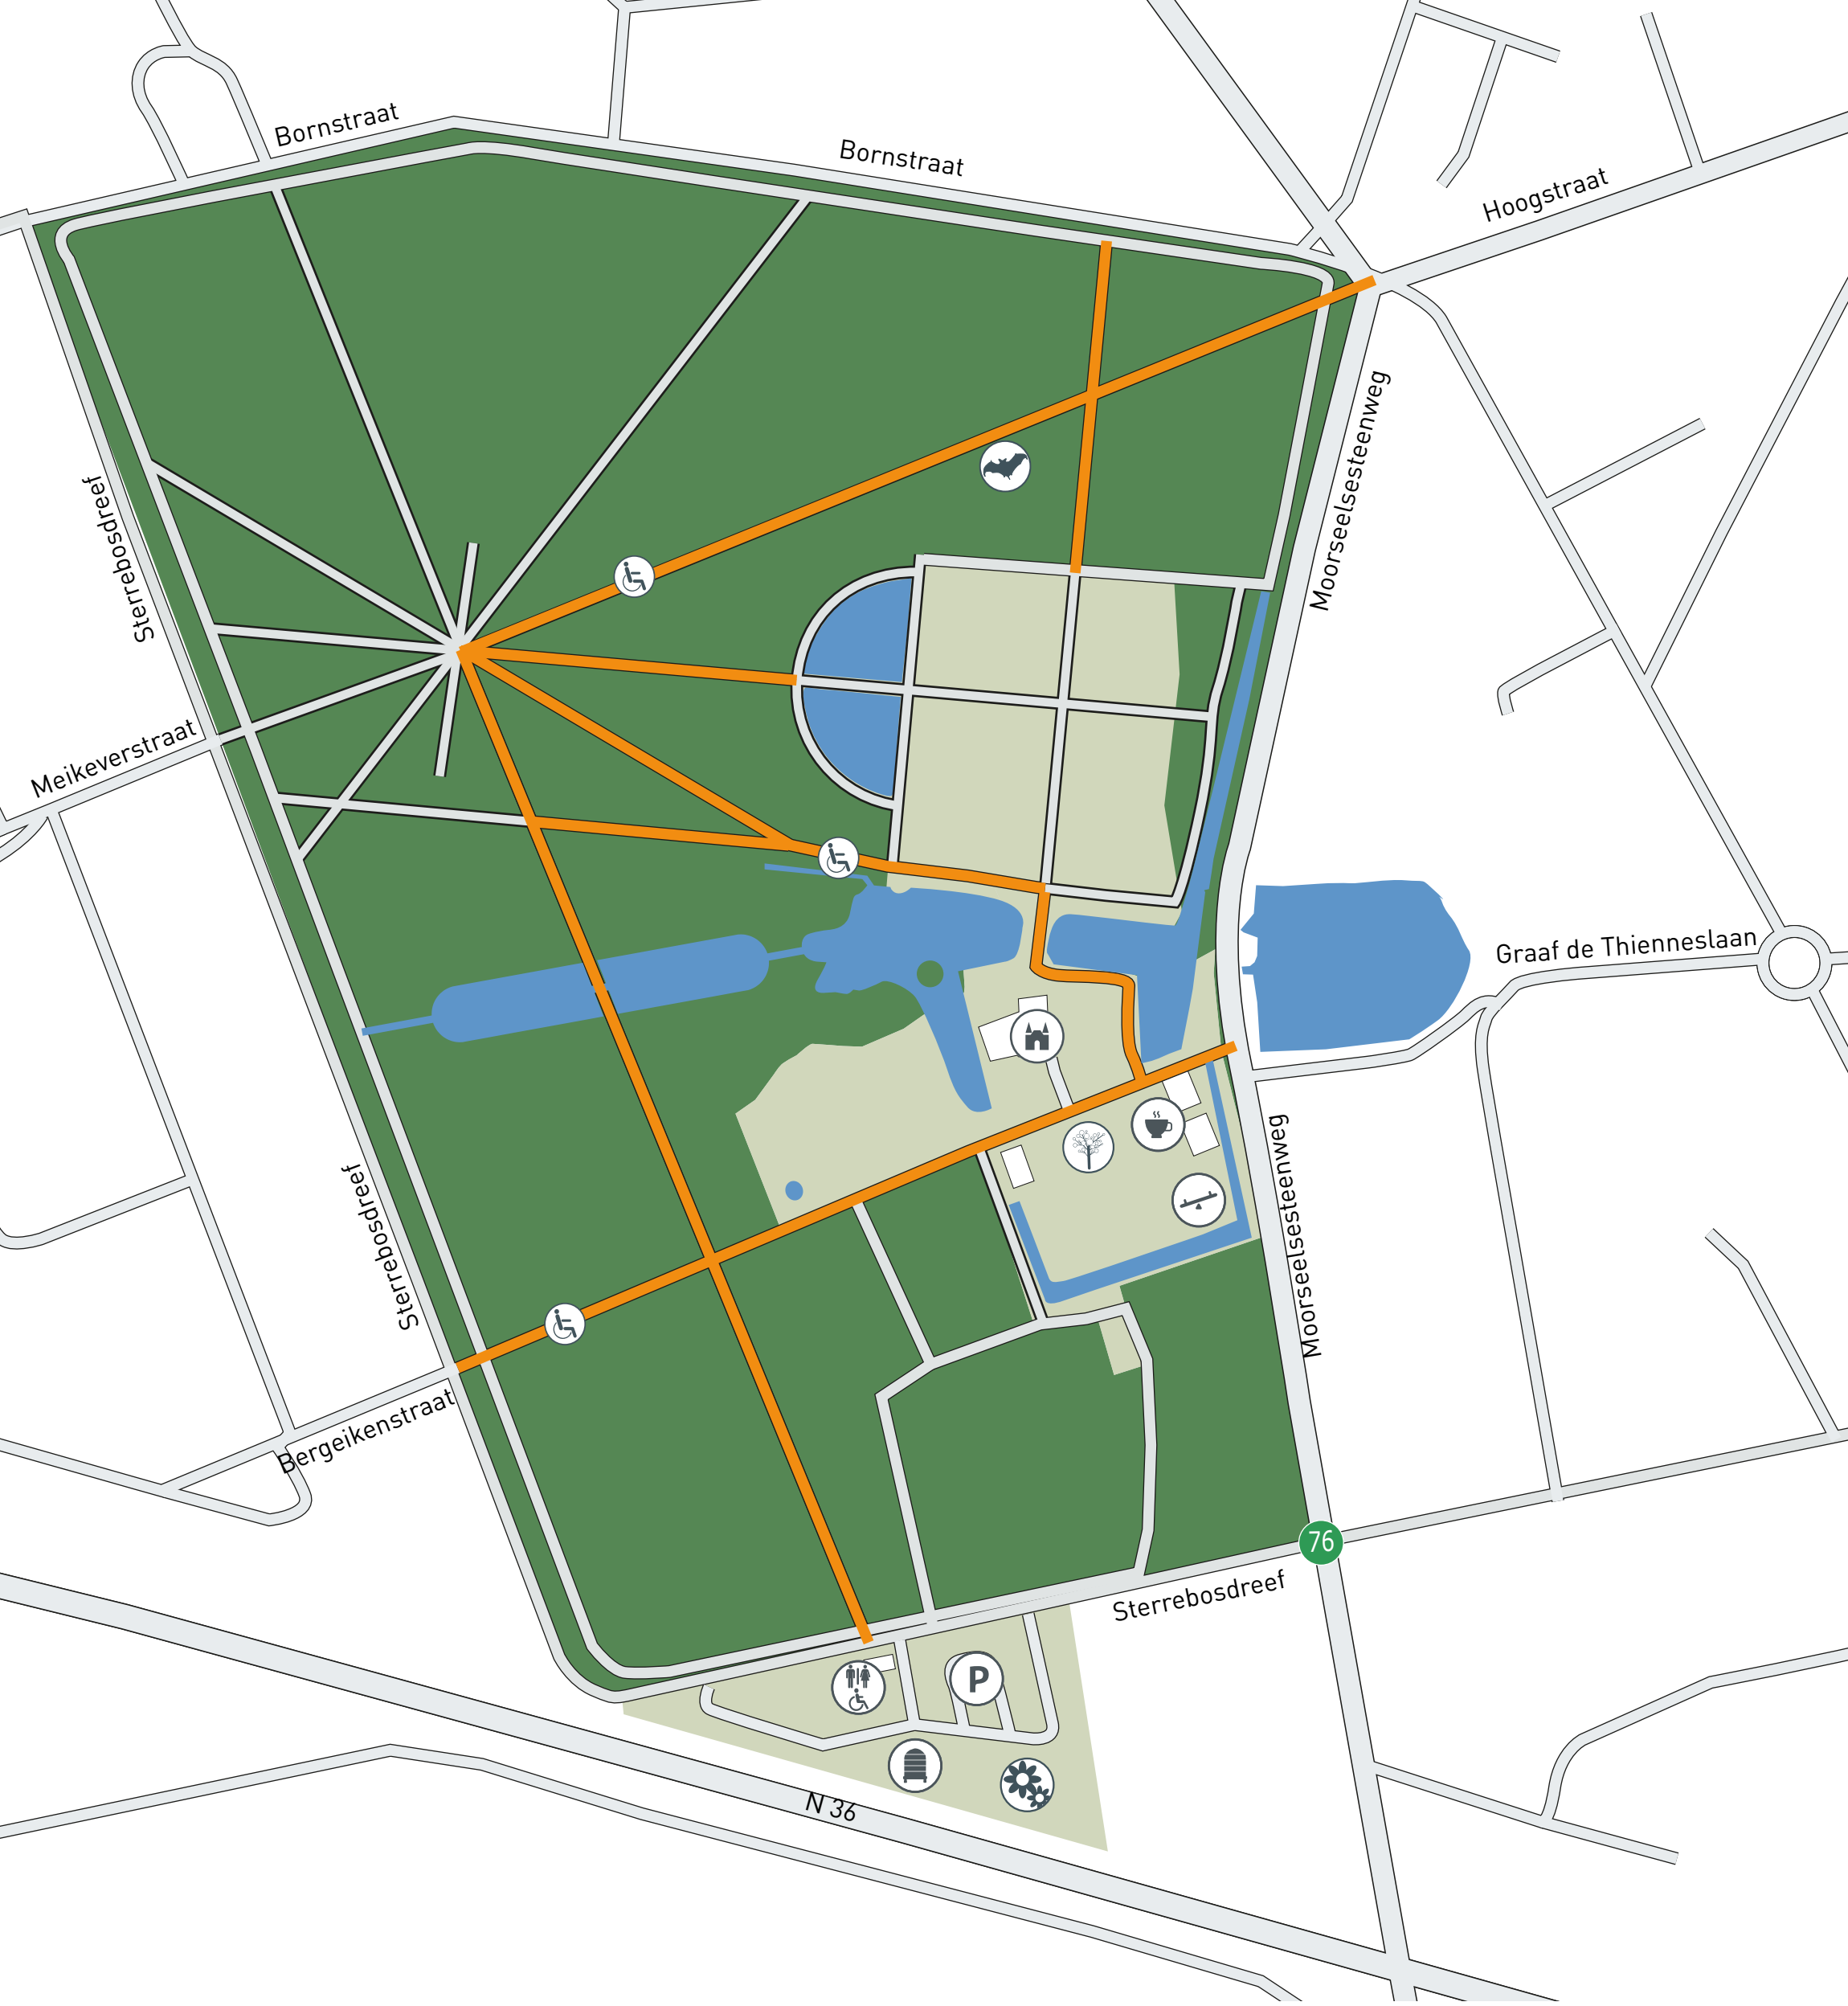 Bornstraat
Bornstraat
Hoogstraat
Moorseelsesteenweg
Sterrebosdreef
Meikeverstraat
Graaf de Thienneslaan
Sterrebosdreef
Moorseelsesteenweg
Bergeikenstraat
76
Sterrebosdreef
P
N 36